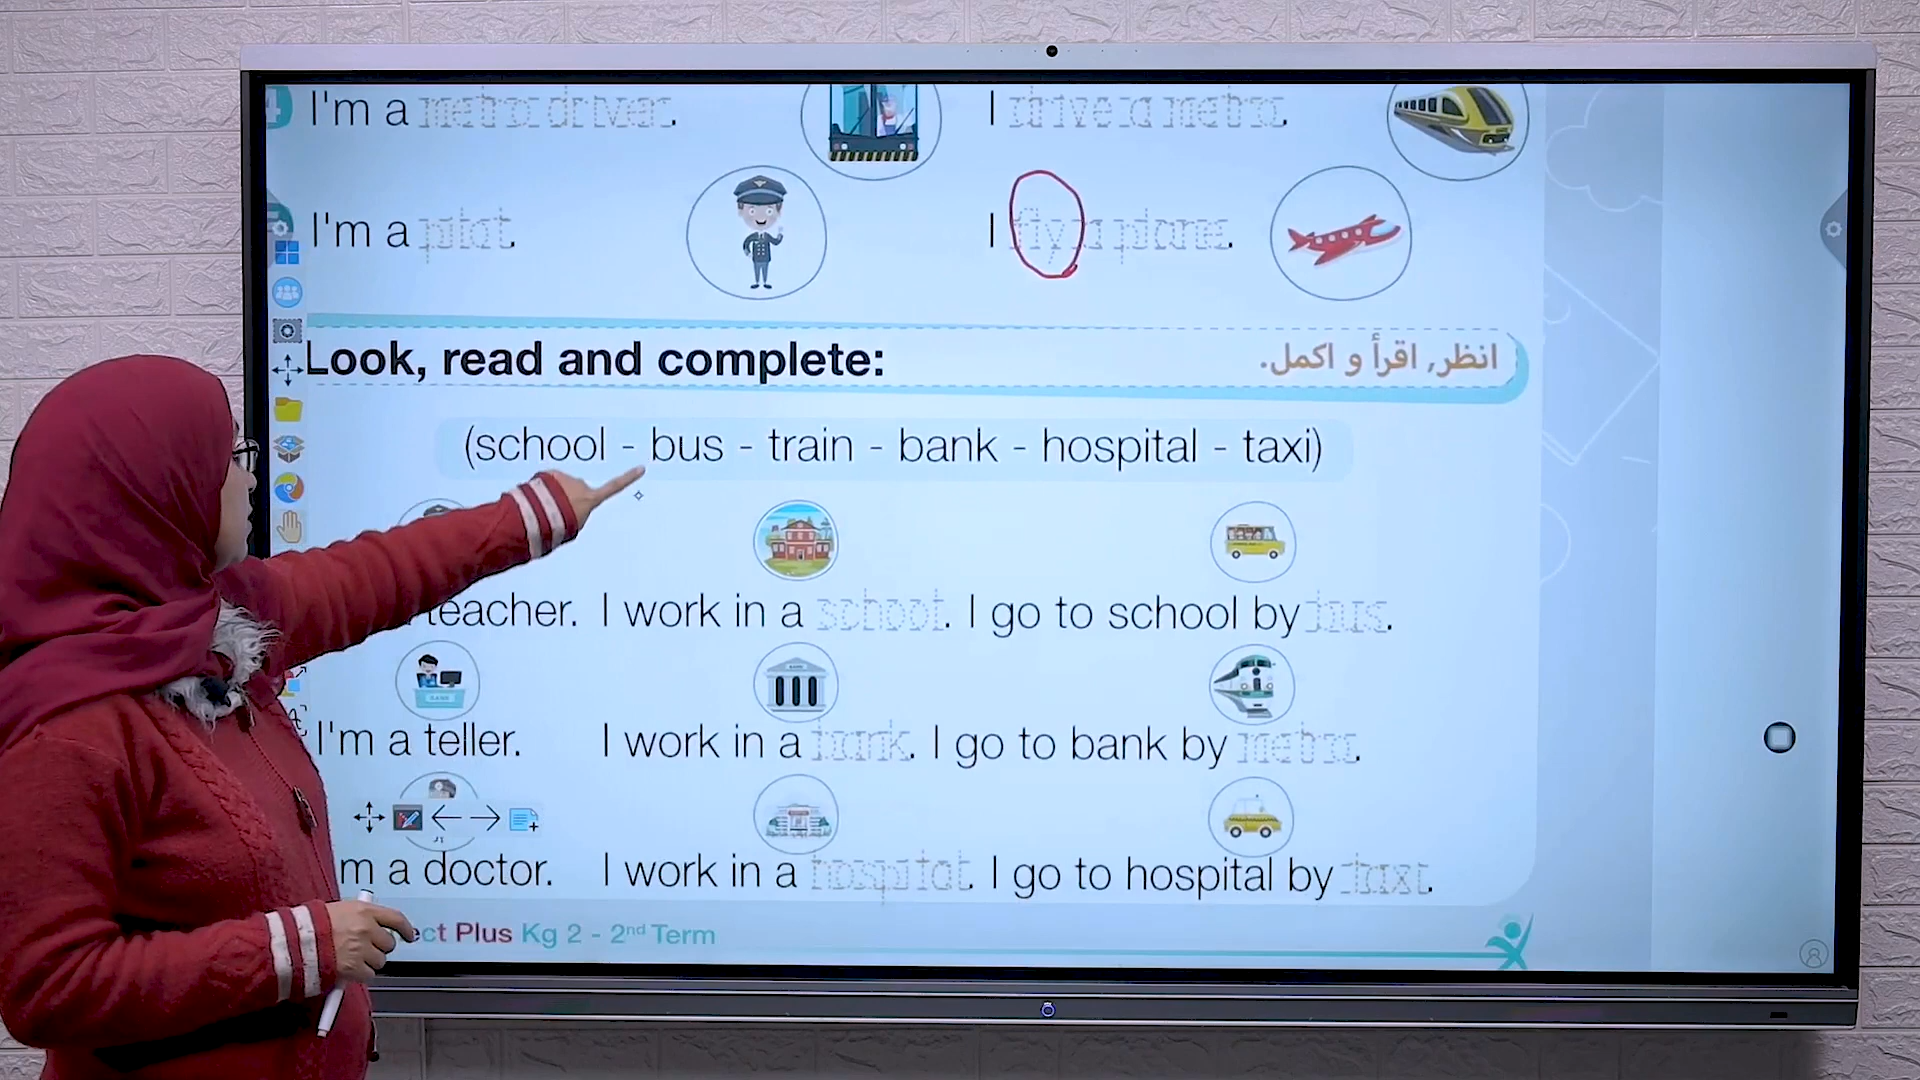 4 I'm a metro driver. I drive a metro.
I'm a pilot. I fly a plane.
Look, read and complete: انظر, اقرأ و اكمل.
(school - bus - train - bank - hospital - taxi)
teacher. I work in a school. I go to school by bus.
I'm a teller. I work in a bank. I go to bank by metro.
m a doctor. I work in a hospital. I go to hospital by taxi.
ect Plus Kg 2 - 2nd Term